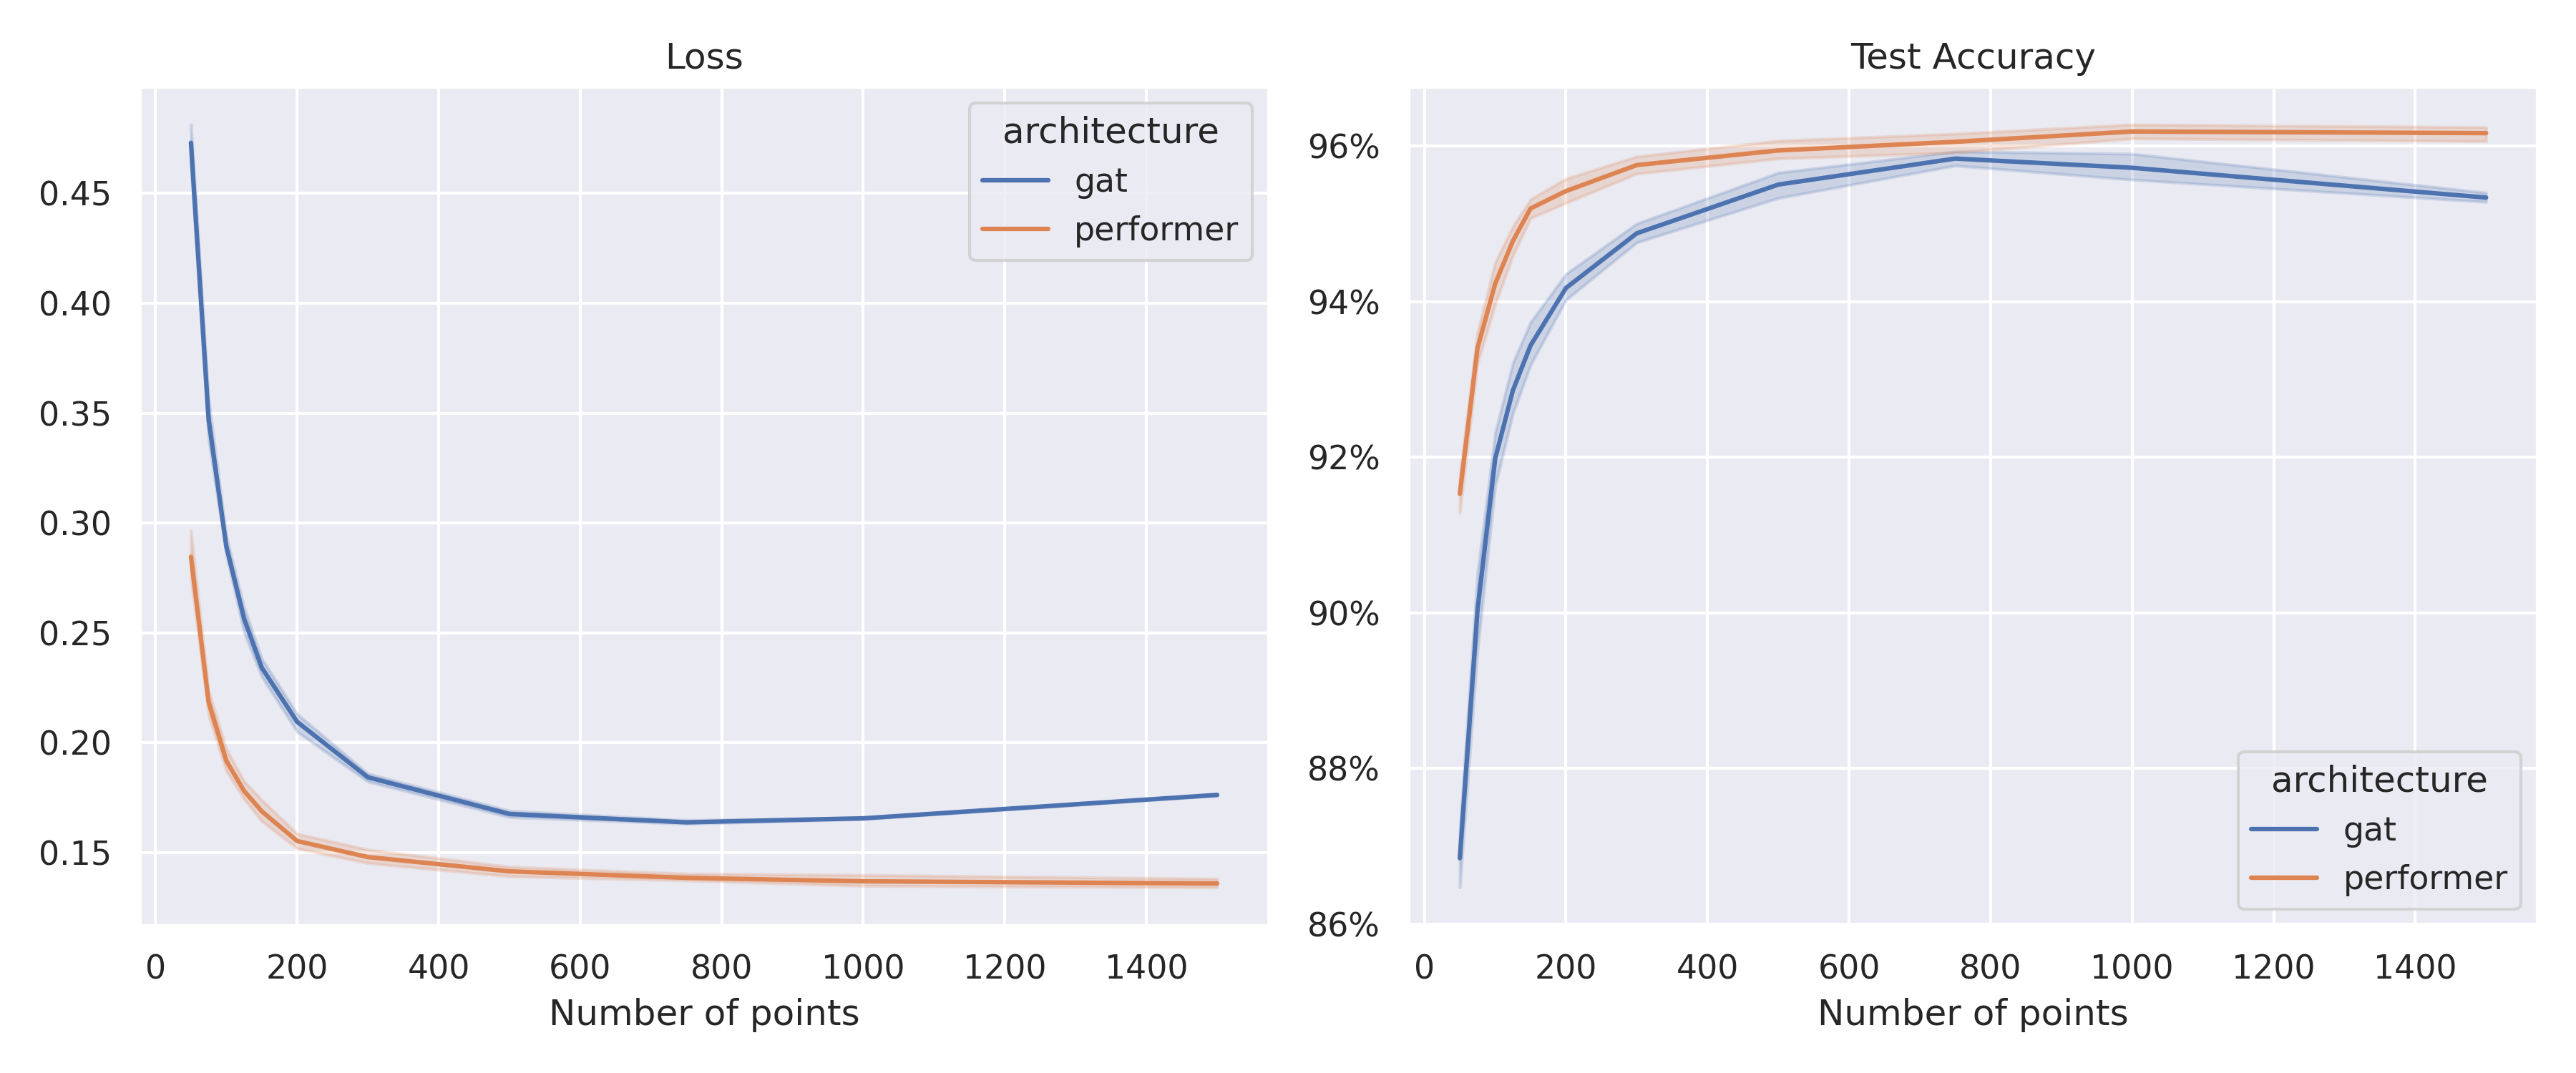 Loss
architecture
gat
performer
0.45
0.40
0.35
0.30
0.25
0.20
0.15
0 200 400 600 800 1000 1200 1400
Number of points
Test Accuracy
96%
94%
92%
90%
88%
86%
architecture
gat
performer
0 200 400 600 800 1000 1200 1400
Number of points